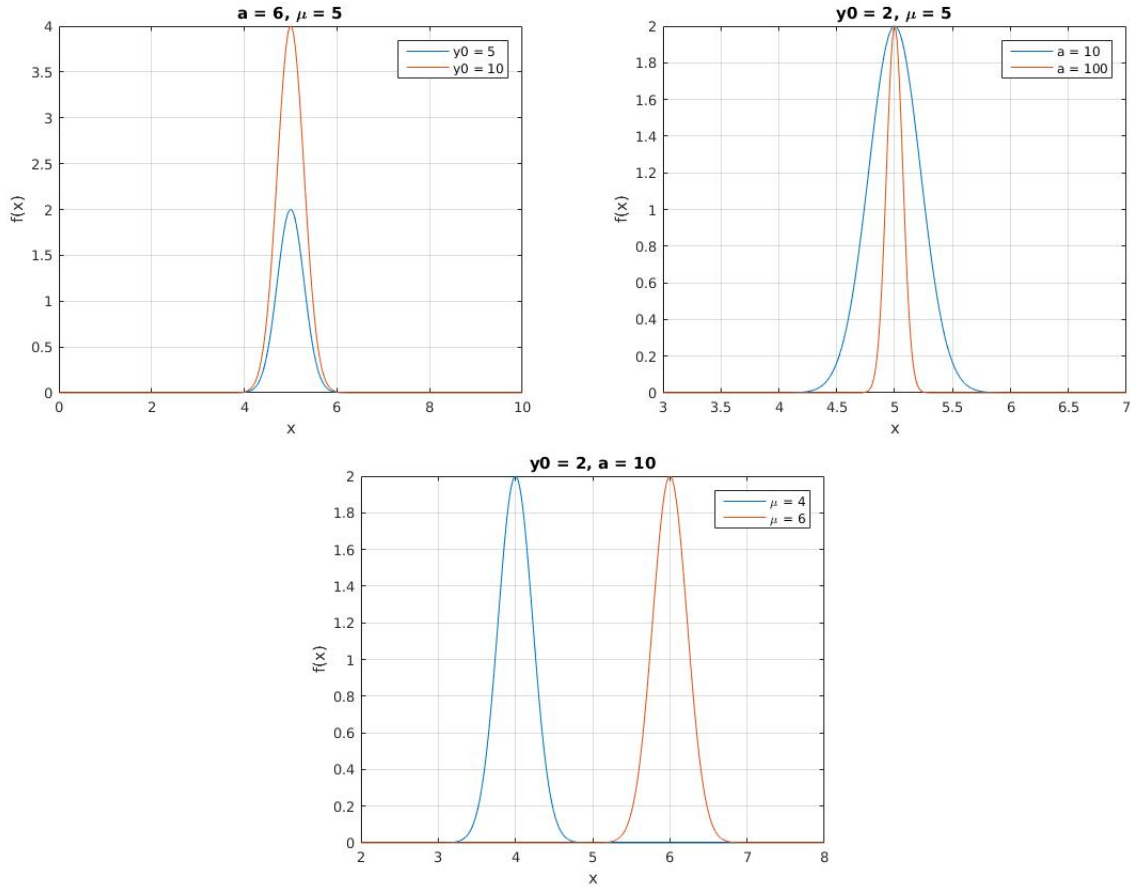 a = 6, μ = 5
4
3.5
3
2.5
2
1.5
1
0.5
0
f(x)
y0 = 5
y0 = 10
0 2 4 6 8 10
x
y0 = 2, μ = 5
2
1.8
1.6
1.4
1.2
1
0.8
0.6
0.4
0.2
0
f(x)
a = 10
a = 100
3 3.5 4 4.5 5 5.5 6 6.5 7
x
y0 = 2, a = 10
2
1.8
1.6
1.4
1.2
1
0.8
0.6
0.4
0.2
0
f(x)
μ = 4
μ = 6
2 3 4 5 6 7 8
x